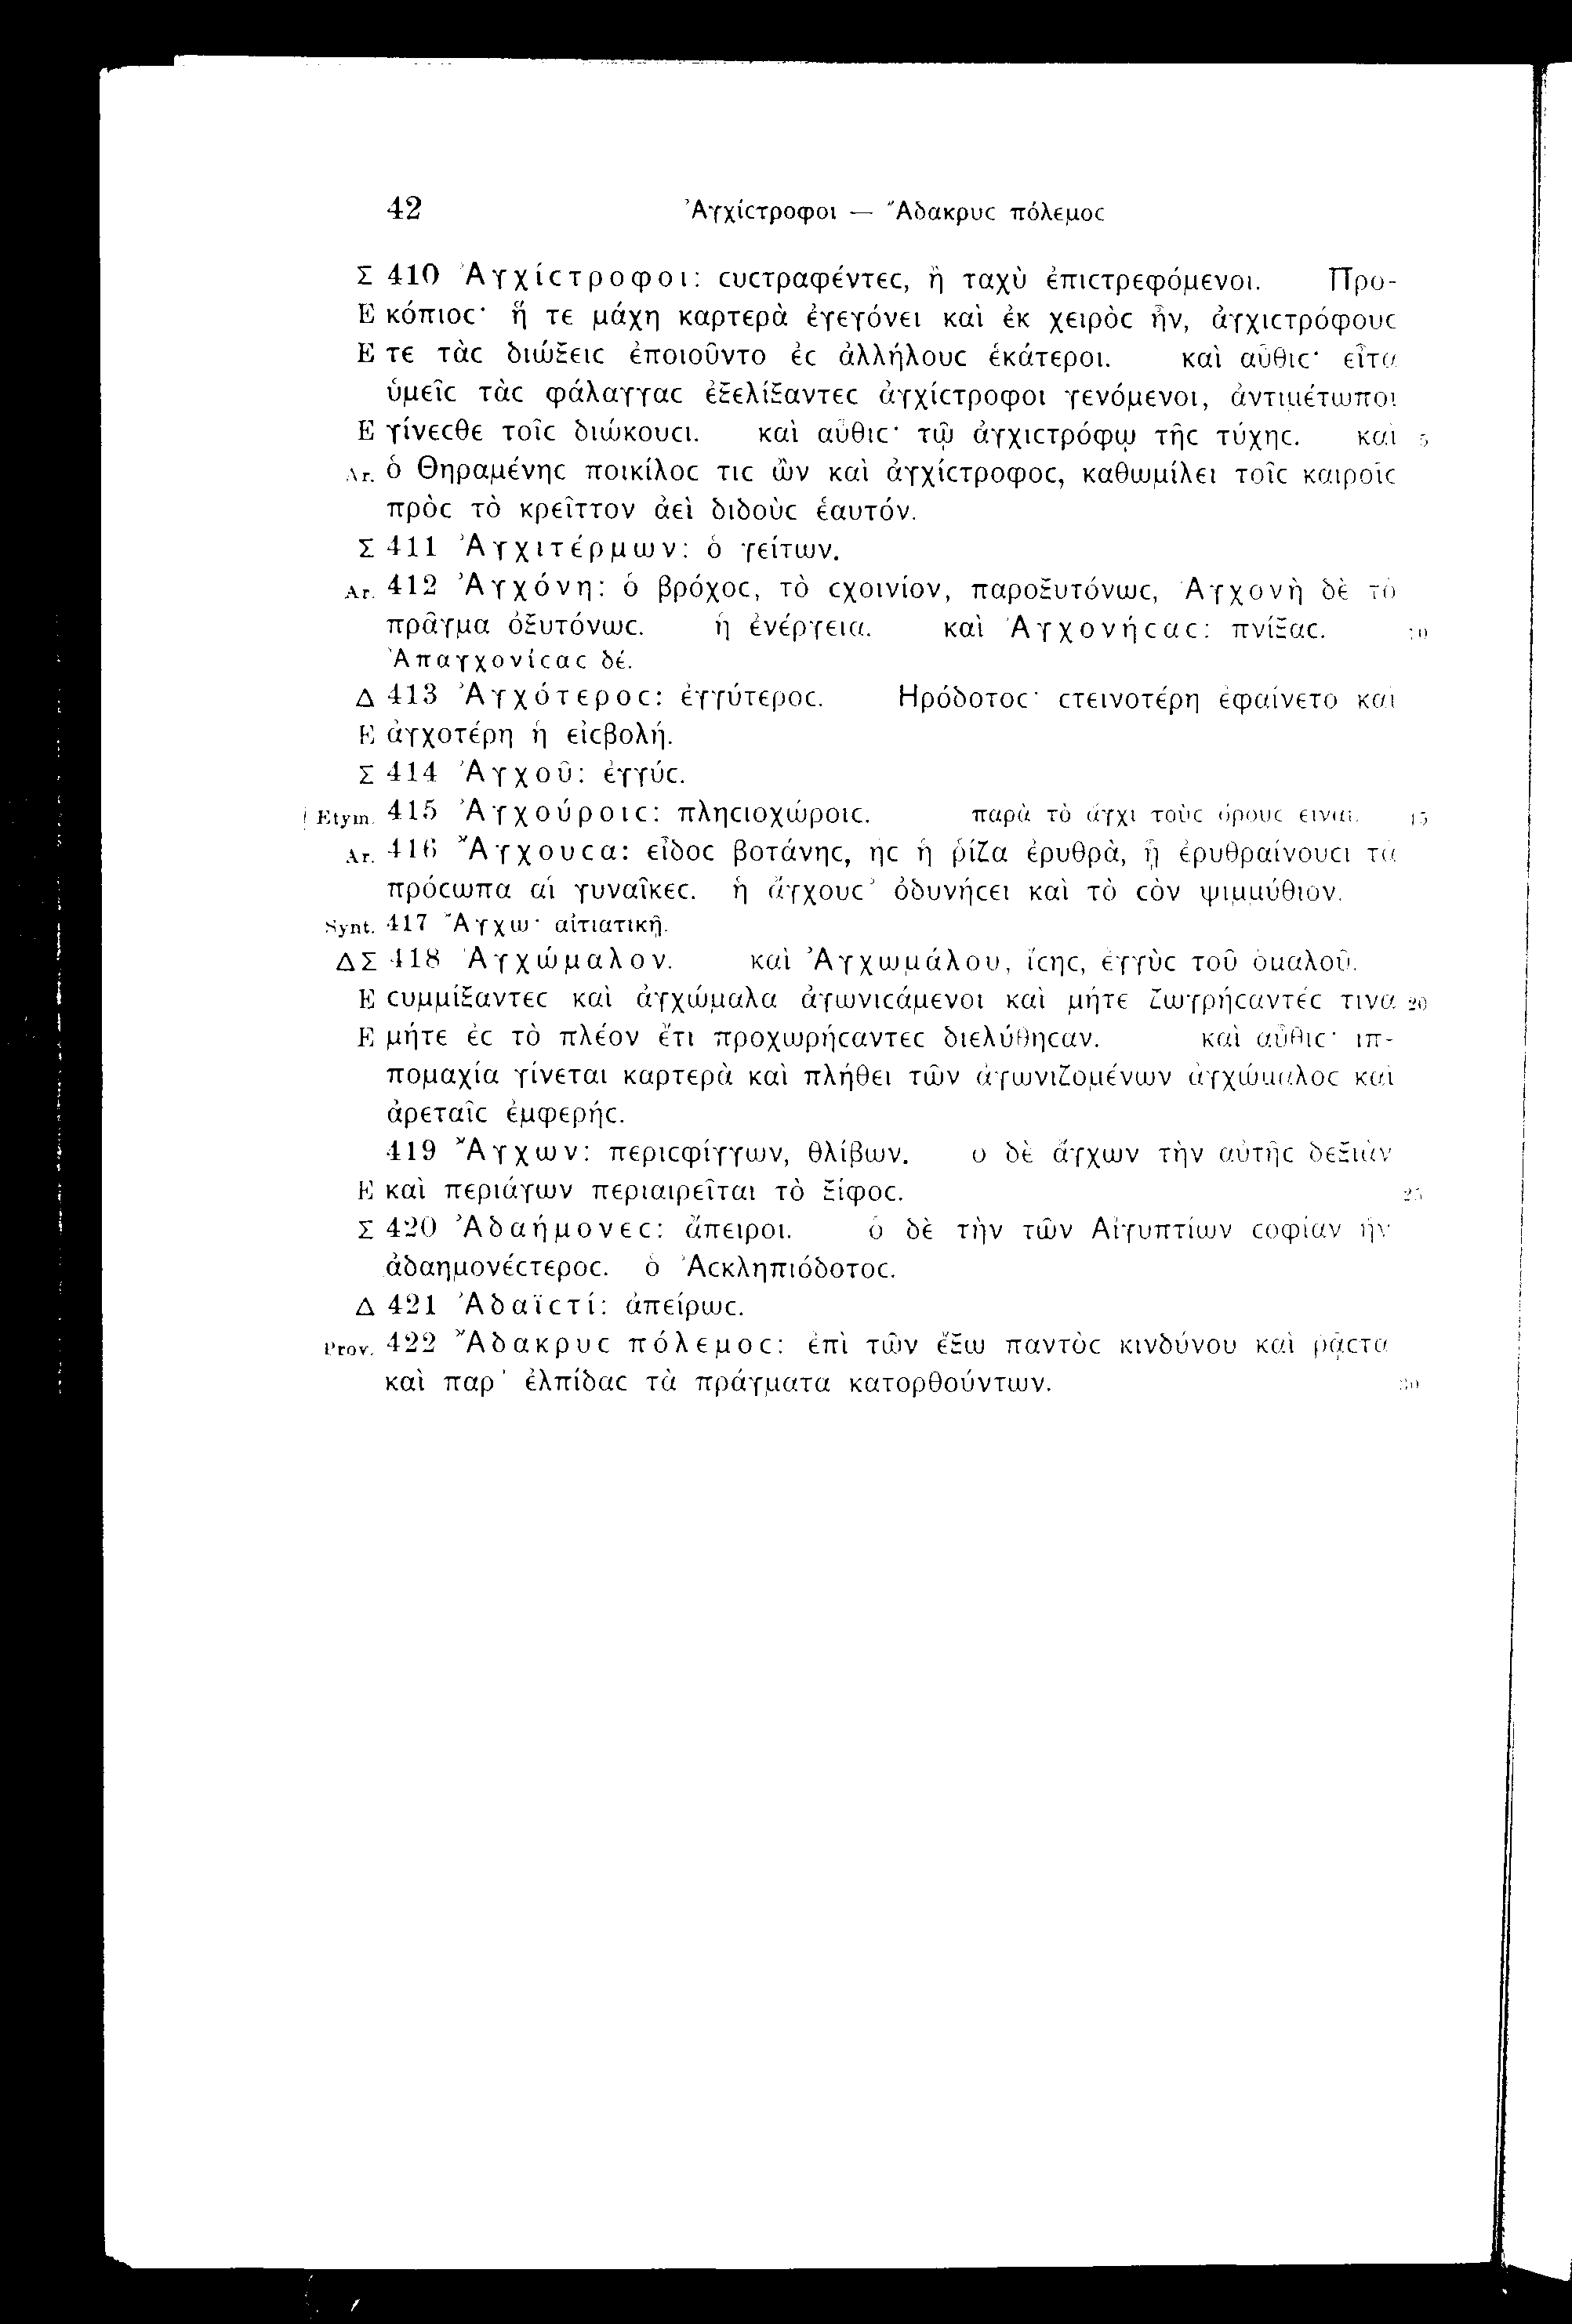 42 Ἀγχίϲτροφοι — Ἄδακρυϲ πόλεμοϲ
Σ 410 Ἀγχίϲτροφοι: ϲυϲτραφέντεϲ, ἢ ταχὺ ἐπιϲτρεφόμενοι. Προ-
E κόπιοϲ· ἥ τε μάχη καρτερὰ ἐγεγόνει καὶ ἐκ χειρὸϲ ἦν, ἀγχιϲτρόφουϲ
E τε τὰϲ διώξειϲ ἐποιοῦντο ἐϲ ἀλλήλουϲ ἑκάτεροι. καὶ αὖθιϲ· εἶτα
ὑμεῖϲ τὰϲ φάλαγγαϲ ἐξελίξαντεϲ ἀγχίϲτροφοι γενόμενοι, ἀντιμέτωποι
E γίνεϲθε τοῖϲ διώκουϲι. καὶ αὖθιϲ· τῷ ἀγχιϲτρόφῳ τῆϲ τύχηϲ. καὶ 5
Ar. ὁ Θηραμένηϲ ποικίλοϲ τιϲ ὢν καὶ ἀγχίϲτροφοϲ, καθωμίλει τοῖϲ καιροῖϲ
πρὸϲ τὸ κρεῖττον ἀεὶ διδοὺϲ ἑαυτόν.
Σ 411 Ἀγχιτέρμων: ὁ γείτων.
Ar. 412 Ἀγχόνη: ὁ βρόχοϲ, τὸ ϲχοινίον, παροξυτόνωϲ, Ἀγχονὴ δὲ τὸ
πρᾶγμα ὀξυτόνωϲ. ἡ ἐνέργεια. καὶ Ἀγχονήϲαϲ: πνίξαϲ. 10
Ἀπαγχονίϲαϲ δέ.
Δ 413 Ἀγχότεροϲ: ἐγγύτεροϲ. Ἡρόδοτοϲ· ϲτεινοτέρη ἐφαίνετο καὶ
E ἀγχοτέρη ἡ εἰϲβολή.
Σ 414 Ἀγχοῦ: ἐγγύϲ.
! Etym. 415 Ἀγχούροιϲ: πληϲιοχώροιϲ. παρὰ τὸ ἄγχι τοὺϲ ὅρουϲ εἶναι. 15
Ar. 416 Ἄγχουϲα: εἶδοϲ βοτάνηϲ, ἧϲ ἡ ῥίζα ἐρυθρὰ, ᾗ ἐρυθραίνουϲι τὰ
πρόϲωπα αἱ γυναῖκεϲ. ἡ ἄγχουϲ’ ὀδυνήϲει καὶ τὸ ϲὸν ψιμμύθιον.
Synt. 417 Ἄγχω· αἰτιατικῇ.
ΔΣ 418 Ἀγχώμαλον. καὶ Ἀγχωμάλου, ἴϲηϲ, ἐγγὺϲ τοῦ ὁμαλοῦ.
E ϲυμμίξαντεϲ καὶ ἀγχώμαλα ἀγωνιϲάμενοι καὶ μήτε ζωγρήϲαντέϲ τινα 20
E μήτε ἐϲ τὸ πλέον ἔτι προχωρήϲαντεϲ διελύθηϲαν. καὶ αὖθιϲ· ἱπ-
πομαχία γίνεται καρτερὰ καὶ πλήθει τῶν ἀγωνιζομένων ἀγχώμαλοϲ καὶ
ἀρεταῖϲ ἐμφερήϲ.
419 Ἄγχων: περιϲφίγγων, θλίβων. ὁ δὲ ἄγχων τὴν αὐτῆϲ δεξιὰν
E καὶ περιάγων περιαιρεῖται τὸ ξίφοϲ. 25
Σ 420 Ἀδαήμονεϲ: ἄπειροι. ὁ δὲ τὴν τῶν Αἰγυπτίων ϲοφίαν ἦν
ἀδαημονέϲτεροϲ. ὁ Ἀϲκληπιόδοτοϲ.
Δ 421 Ἀδαϊϲτί: ἀπείρωϲ.
Prov. 422 Ἄδακρυϲ πόλεμοϲ: ἐπὶ τῶν ἔξω παντὸϲ κινδύνου καὶ ῥᾷϲτα
καὶ παρ’ ἐλπίδαϲ τὰ πράγματα κατορθούντων. 30